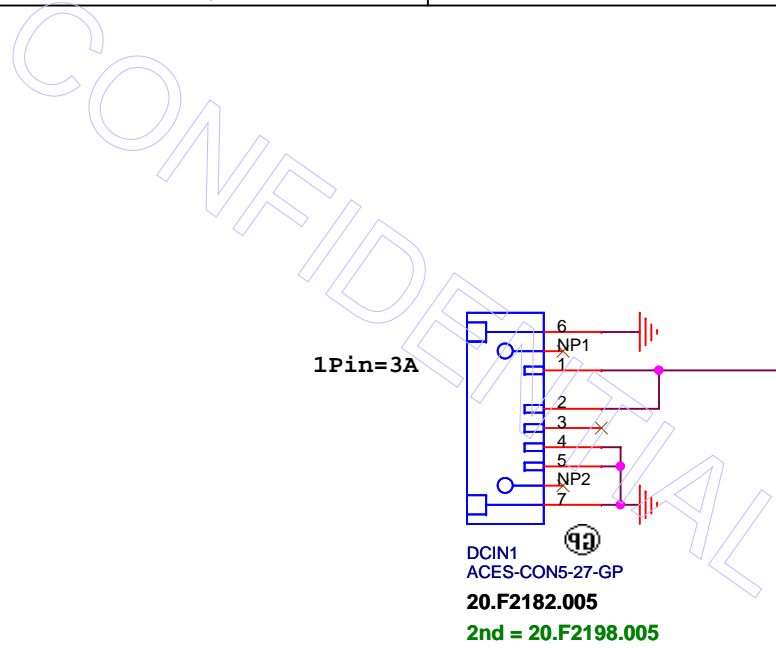 CONFIDENTIAL
6
NP1
1Pin=3A
1
2
3
4
5
NP2
7
GP
DCIN1
ACES-CON5-27-GP
20.F2182.005
2nd = 20.F2198.005